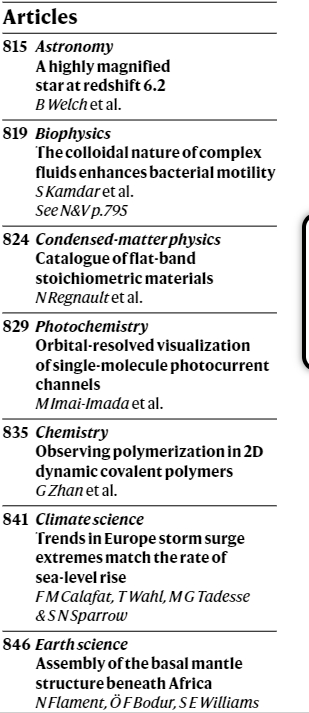 Articles
815 Astronomy
A highly magnified
star at redshift 6.2
B Welch et al.
819 Biophysics
The colloidal nature of complex
fluids enhances bacterial motility
S Kamdar et al.
See N&V p.795
824 Condensed-matter physics
Catalogue of flat-band
stoichiometric materials
N Regnault et al.
829 Photochemistry
Orbital-resolved visualization
of single-molecule photocurrent
channels
M Imai-Imada et al.
835 Chemistry
Observing polymerization in 2D
dynamic covalent polymers
G Zhan et al.
841 Climate science
Trends in Europe storm surge
extremes match the rate of
sea-level rise
F M Calafat, T Wahl, M G Tadesse
& S N Sparrow
846 Earth science
Assembly of the basal mantle
structure beneath Africa
N Flament, Ö F Bodur, S E Williams